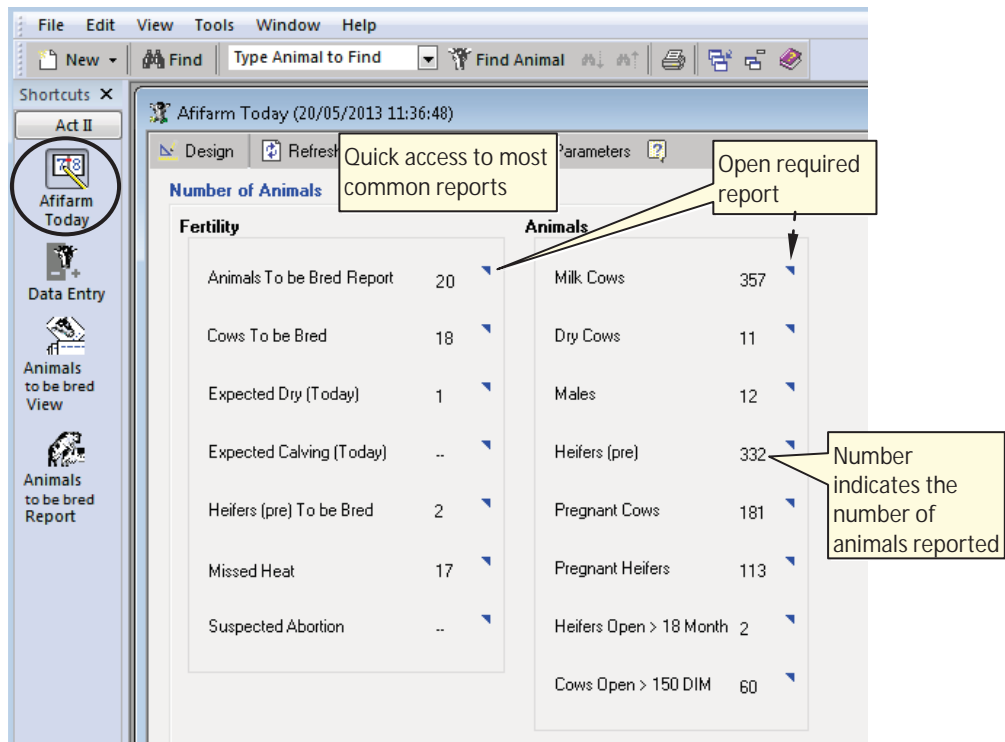 File Edit View Tools Window Help
New Find Type Animal to Find Find Animal
Shortcuts X
Act II
Afifarm
Today
Data Entry
Animals
to be bred
View
Animals
to be bred
Report
Afifarm Today (20/05/2013 11:36:48)
Design Refresh Parameters
Quick access to most
common reports
Open required
report
Number of Animals
Fertility
Animals To be Bred Report 20
Cows To be Bred 18
Expected Dry (Today) 1
Expected Calving (Today) --
Heifers (pre) To be Bred 2
Missed Heat 17
Suspected Abortion --
Animals
Milk Cows 357
Dry Cows 11
Males 12
Heifers (pre) 332
Pregnant Cows 181
Pregnant Heifers 113
Heifers Open > 18 Month 2
Cows Open > 150 DIM 60
Number
indicates the
number of
animals reported